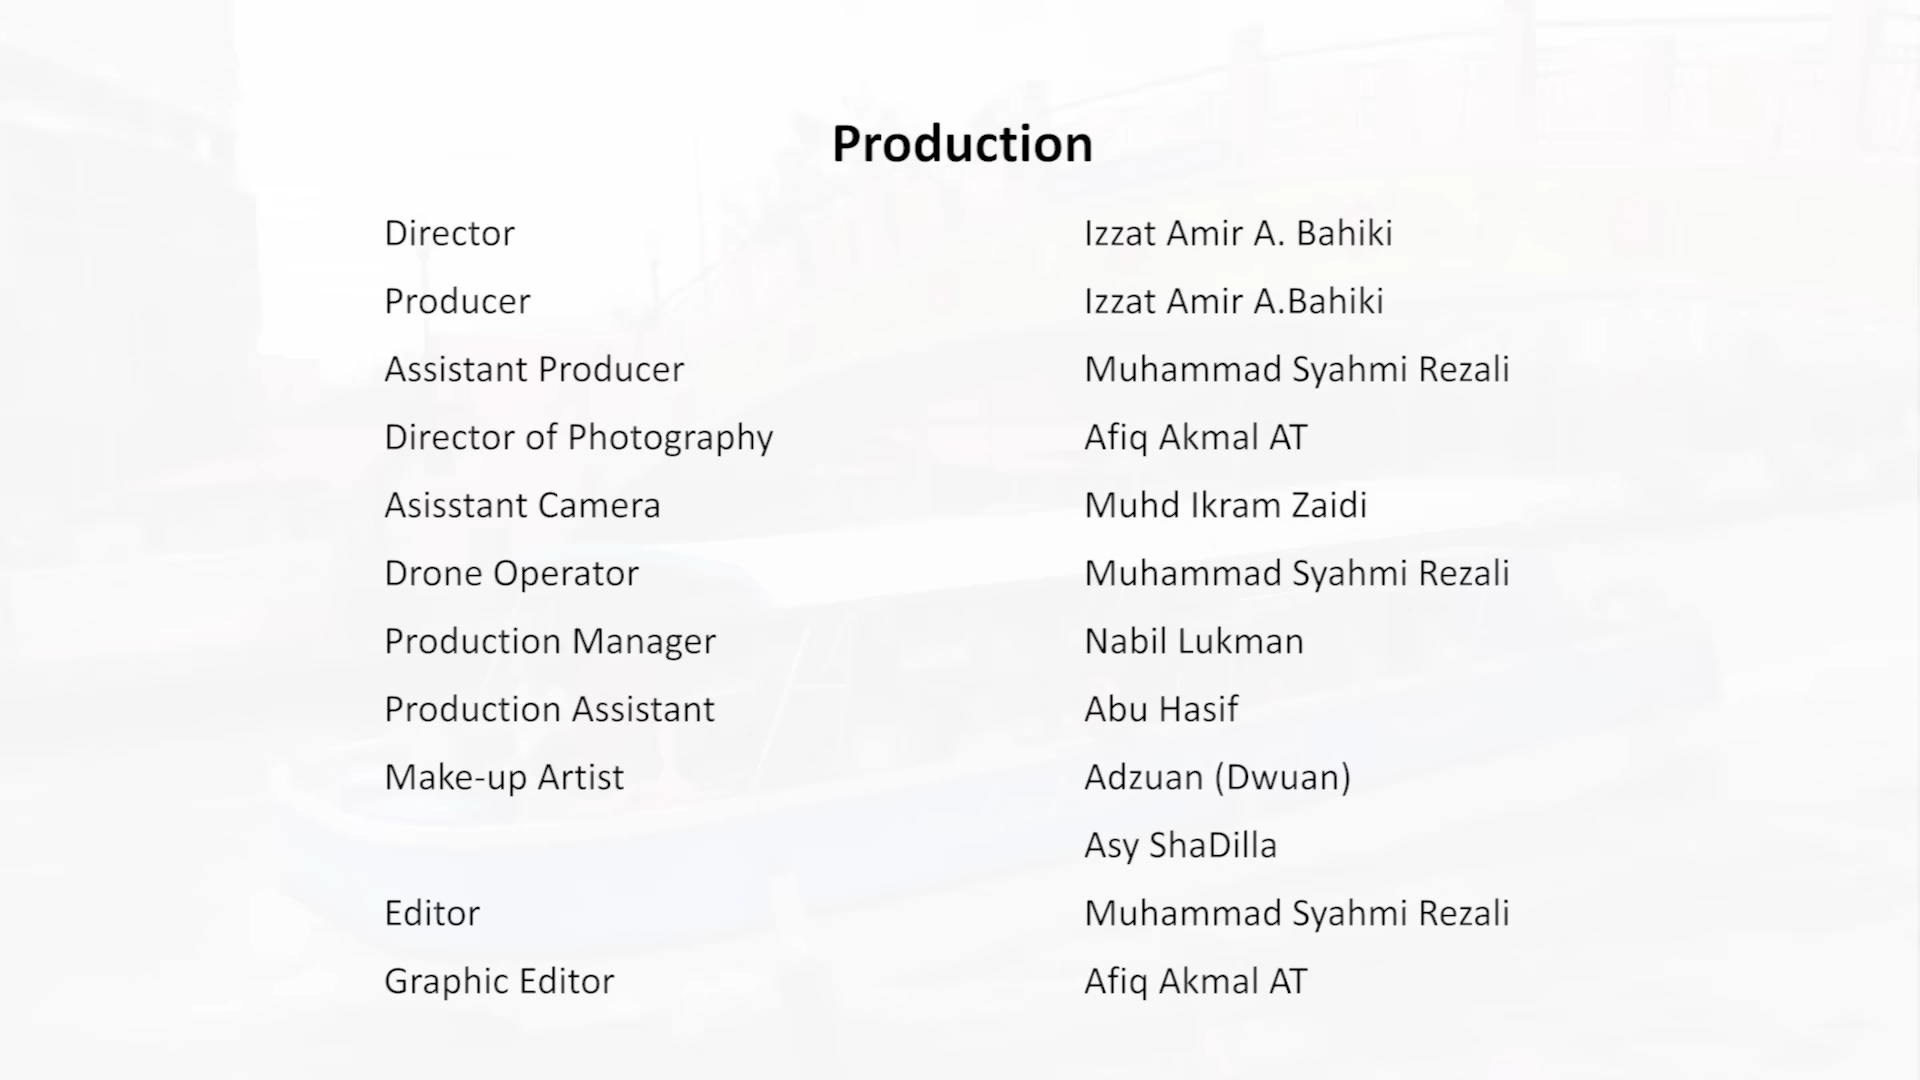 Production
Director Izzat Amir A. Bahiki
Producer Izzat Amir A.Bahiki
Assistant Producer Muhammad Syahmi Rezali
Director of Photography Afiq Akmal AT
Asisstant Camera Muhd Ikram Zaidi
Drone Operator Muhammad Syahmi Rezali
Production Manager Nabil Lukman
Production Assistant Abu Hasif
Make-up Artist Adzuan (Dwuan)
Asy ShaDilla
Editor Muhammad Syahmi Rezali
Graphic Editor Afiq Akmal AT